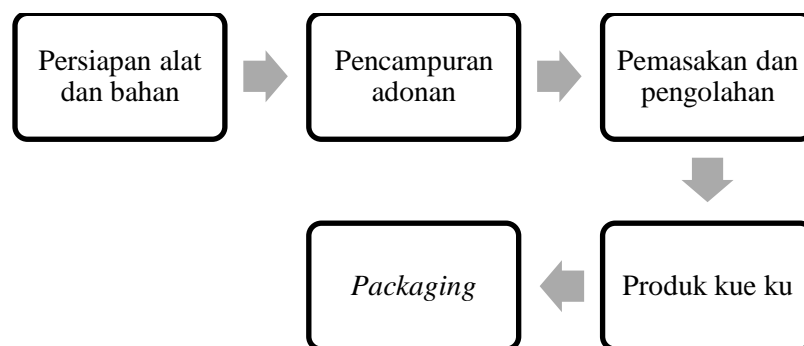 Persiapan alat
dan bahan
Pencampuran
adonan
Pemasakan dan
pengolahan
Produk kue ku
Packaging